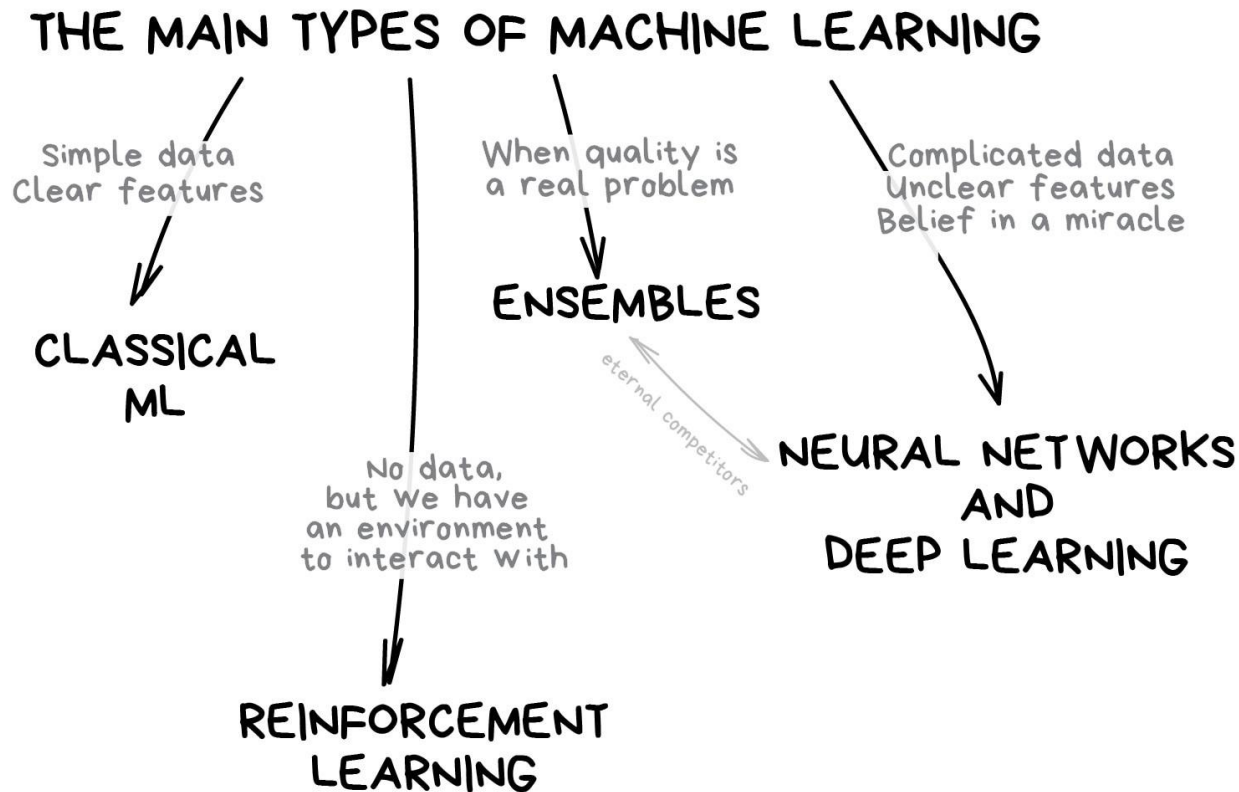 THE MAIN TYPES OF MACHINE LEARNING
Simple data
Clear features
CLASSICAL
ML
No data,
but we have
an environment
to interact with
REINFORCEMENT
LEARNING
When quality is
a real problem
ENSEMBLES
eternal competitors
Complicated data
Unclear features
Belief in a miracle
NEURAL NETWORKS
AND
DEEP LEARNING